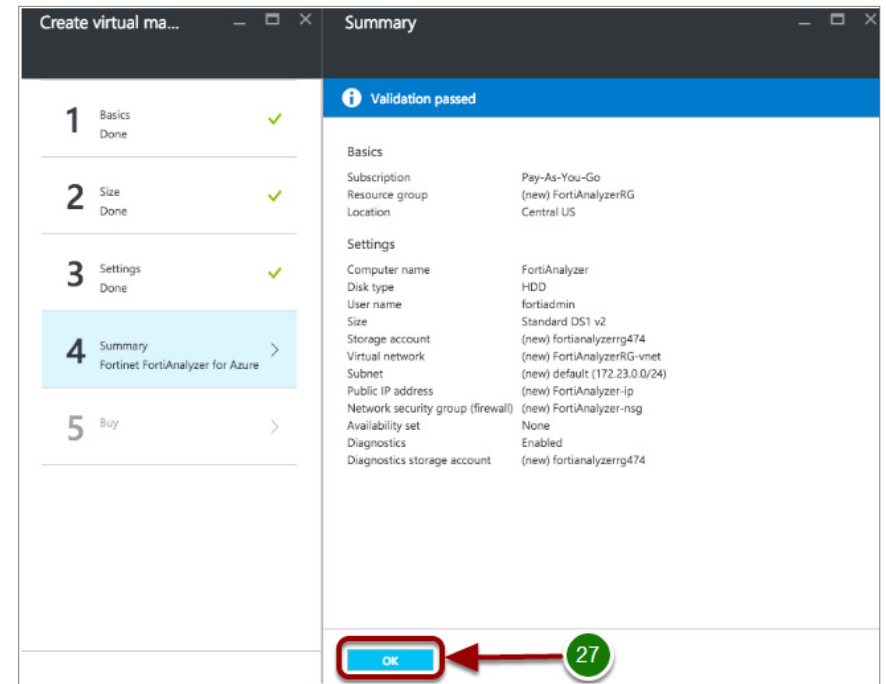 Create virtual ma...
1 Basics
Done
2 Size
Done
3 Settings
Done
4 Summary
Fortinet FortiAnalyzer for Azure
5 Buy
Summary
Validation passed
Basics
Subscription Pay-As-You-Go
Resource group (new) FortiAnalyzerRG
Location Central US
Settings
Computer name FortiAnalyzer
Disk type HDD
User name fortiadmin
Size Standard DS1 v2
Storage account (new) fortianalyzerrg474
Virtual network (new) FortiAnalyzerRG-vnet
Subnet (new) default (172.23.0.0/24)
Public IP address (new) FortiAnalyzer-ip
Network security group (firewall) (new) FortiAnalyzer-nsg
Availability set None
Diagnostics Enabled
Diagnostics storage account (new) fortianalyzerrg474
OK
27